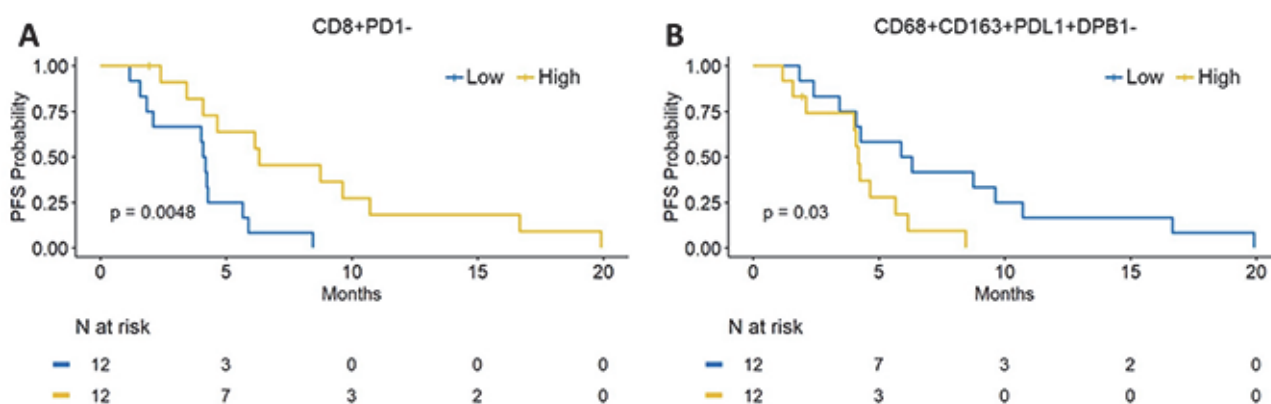 A
CD8+PD1-
Low High
PFS Probability
1.00
0.75
0.50
0.25
0.00
p = 0.0048
0 5 10 15 20
Months
N at risk
12 3 0 0 0
12 7 3 2 0
B
CD68+CD163+PDL1+DPB1-
Low High
PFS Probability
1.00
0.75
0.50
0.25
0.00
p = 0.03
0 5 10 15 20
Months
N at risk
12 7 3 2 0
12 3 0 0 0